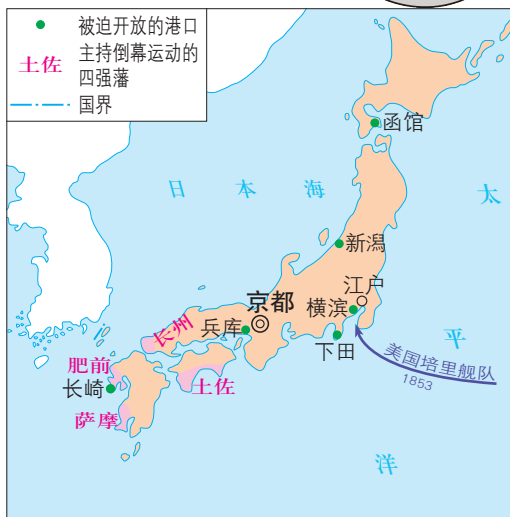 被迫开放的港口
土佐 主持倒幕运动的
四强藩
国界
函馆
日本海
太
新潟
江户
京都
横滨
长州
兵库
平
下田
美国培里舰队
1853
肥前
长崎
土佐
萨摩
洋